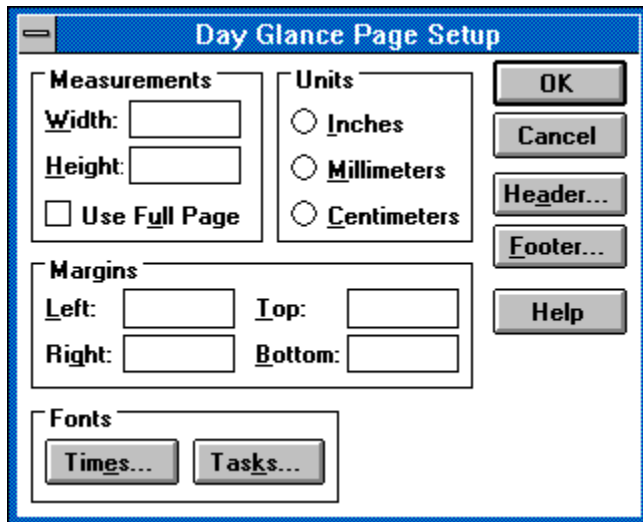 Day Glance Page Setup
Measurements
Width:
Height:
Use Full Page
Units
Inches
Millimeters
Centimeters
OK
Cancel
Header...
Footer...
Help
Margins
Left:
Top:
Right:
Bottom:
Fonts
Times...
Tasks...